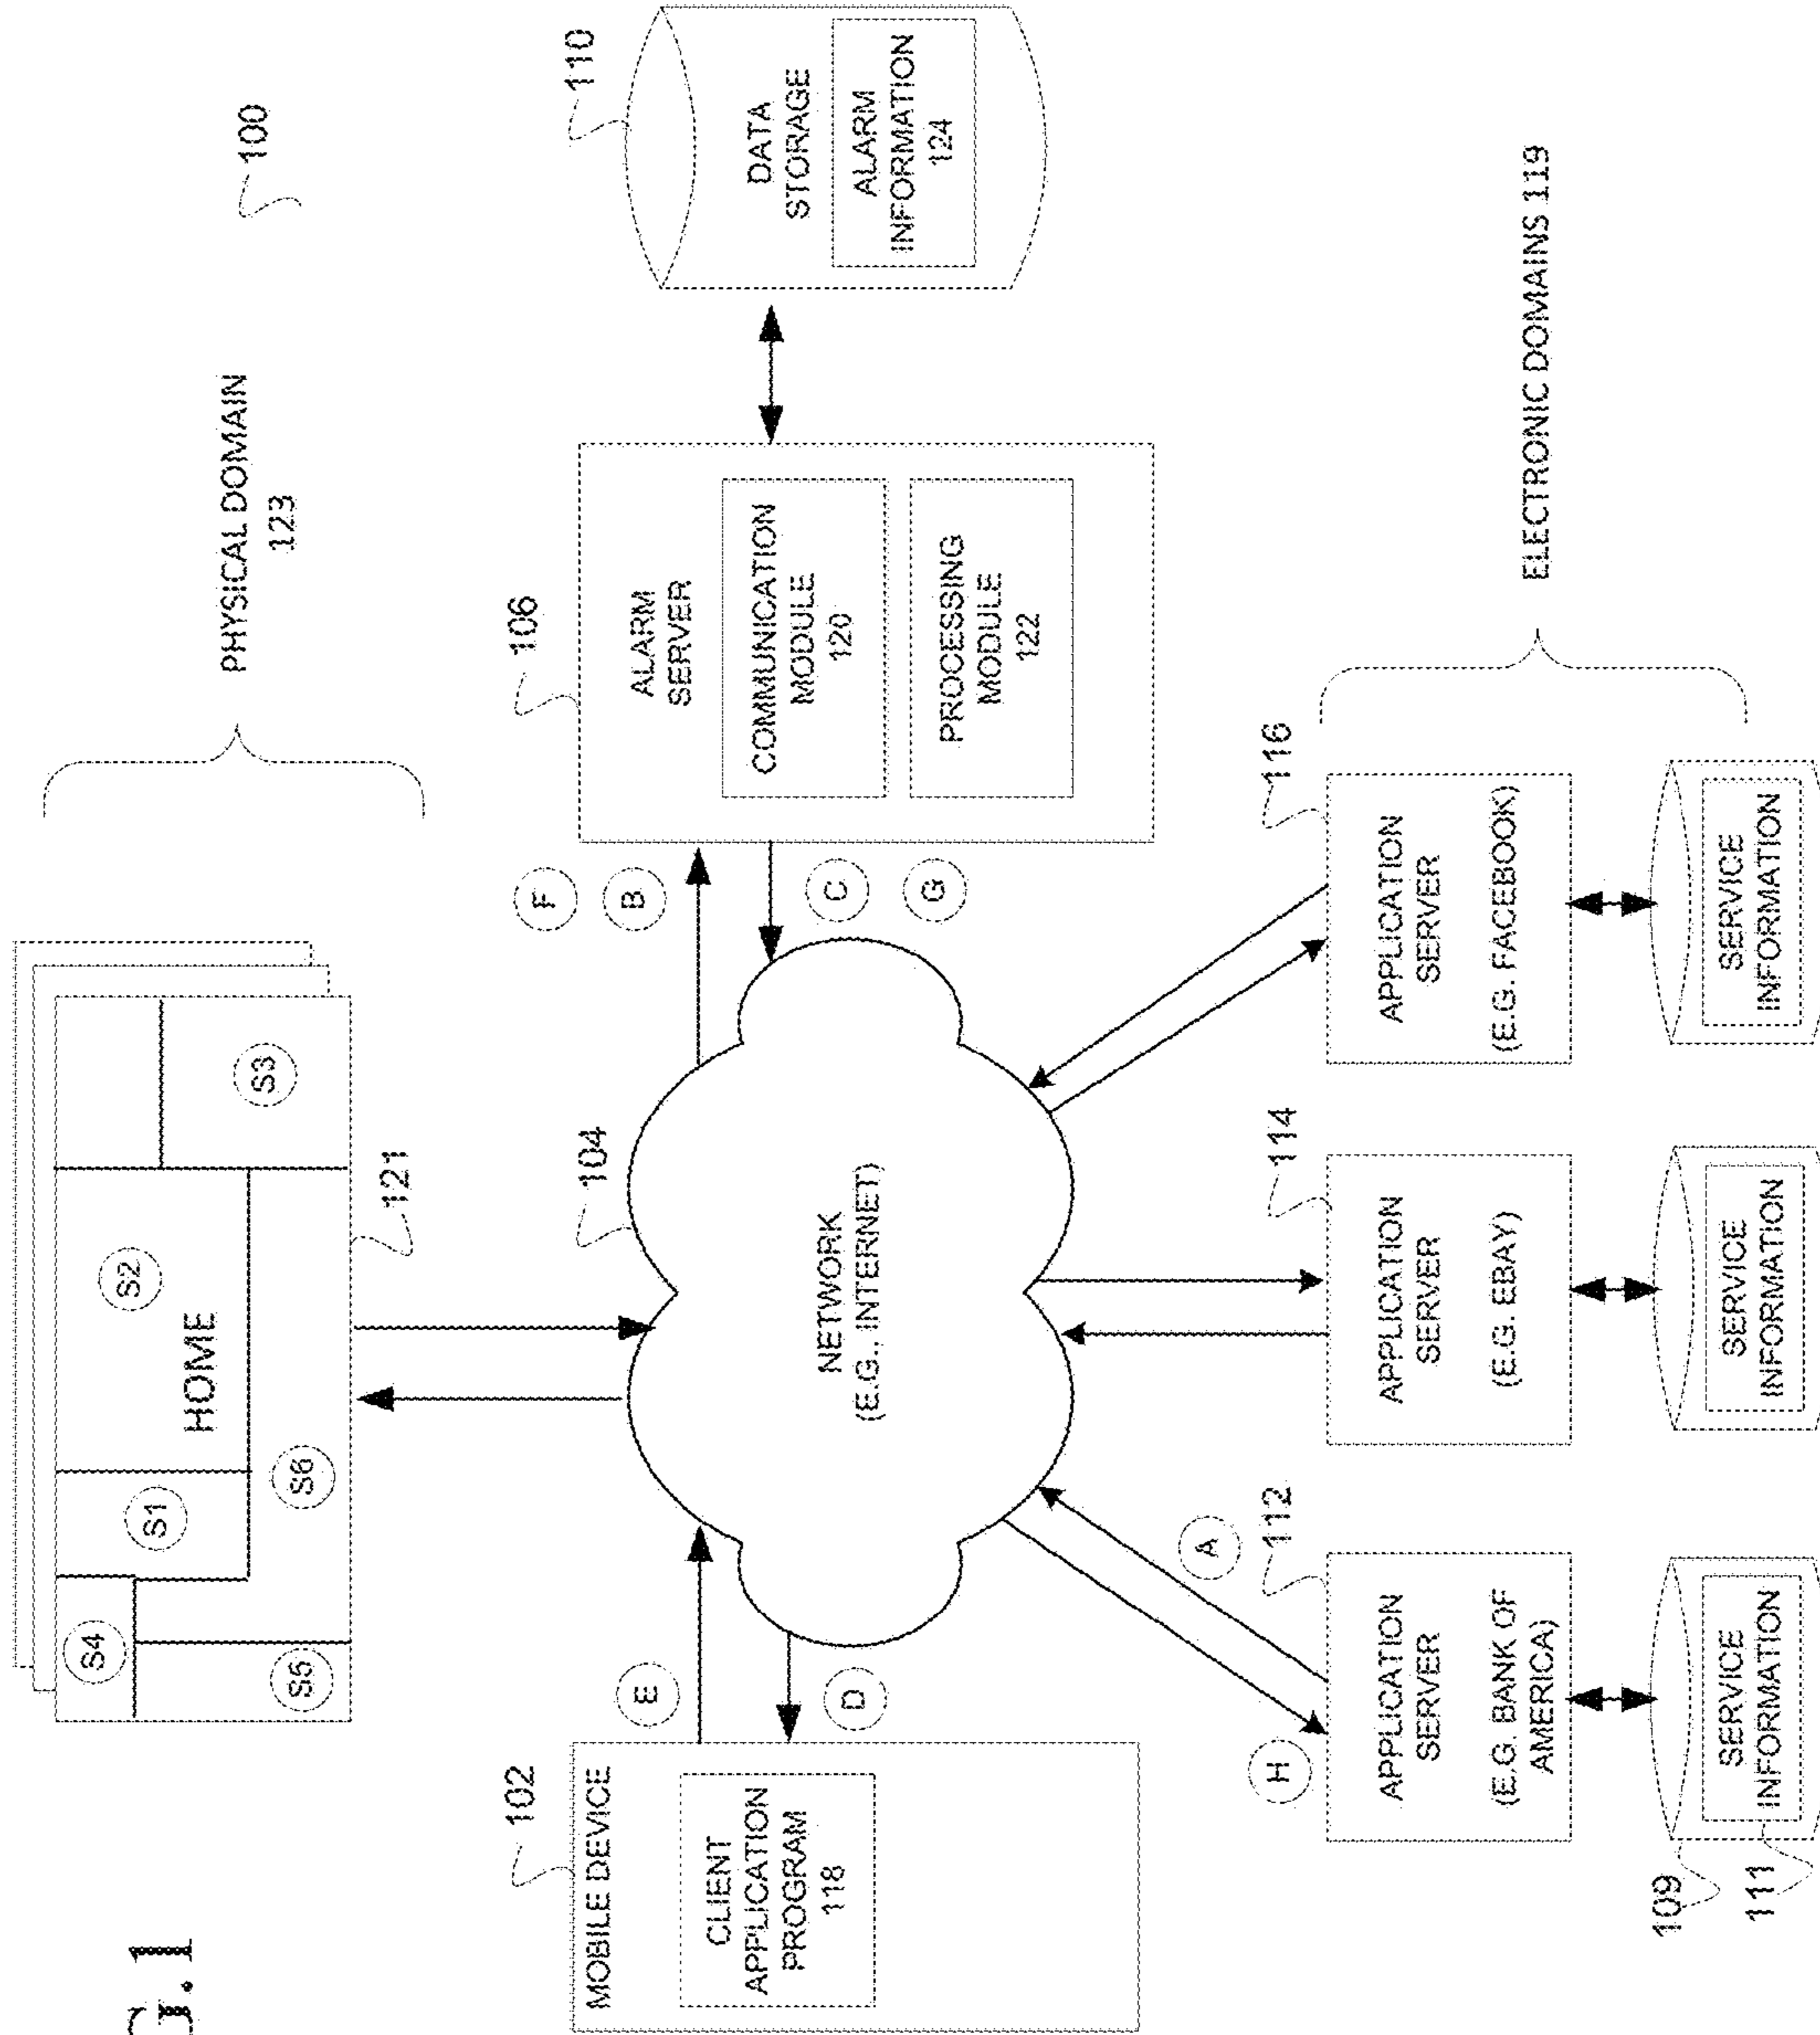 G.1
100
PHYSICAL DOMAIN
123
S4
S1
S2
S3
S5
S6
HOME
121
102
MOBILE DEVICE
CLIENT
APPLICATION
PROGRAM
118
E
D
104
NETWORK
(E.G., INTERNET)
F
B
C
G
106
ALARM
SERVER
COMMUNICATION
MODULE
120
PROCESSING
MODULE
122
110
DATA
STORAGE
ALARM
INFORMATION
124
H
A
112
APPLICATION
SERVER
(E.G. BANK OF
AMERICA)
109
111
SERVICE
INFORMATION
114
APPLICATION
SERVER
(E.G. EBAY)
SERVICE
INFORMATION
116
APPLICATION
SERVER
(E.G. FACEBOOK)
SERVICE
INFORMATION
ELECTRONIC DOMAINS 119